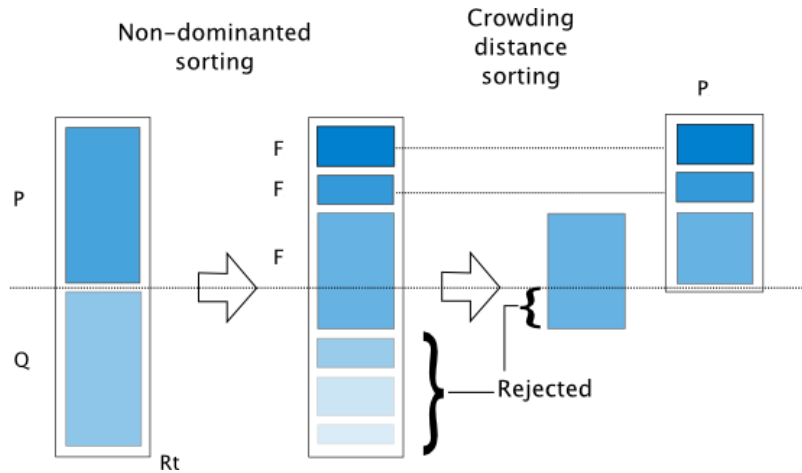 Non-dominanted
sorting
Crowding
distance
sorting
P
F
F
P
F
Q
Rejected
Rt